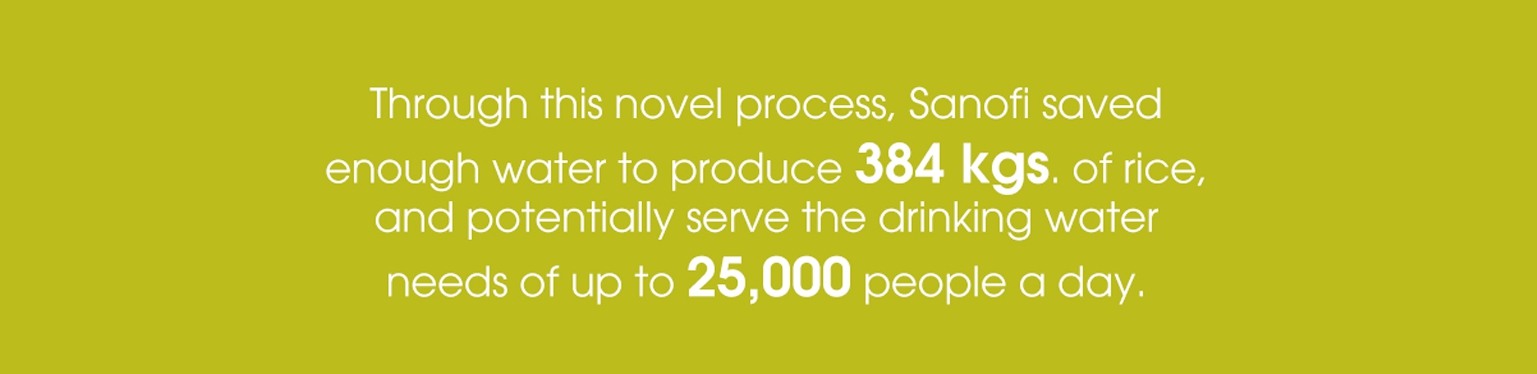 Through this novel process, Sanofi saved
enough water to produce 384 kgs. of rice,
and potentially serve the drinking water
needs of up to 25,000 people a day.